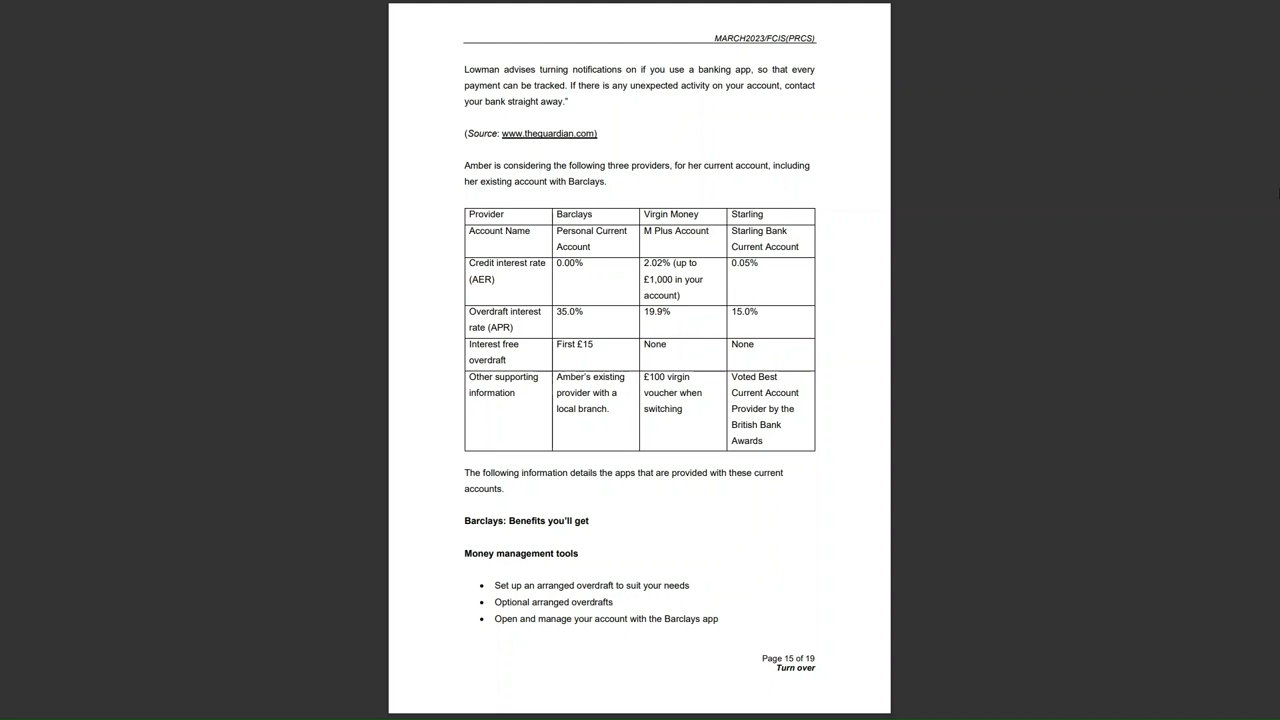 MARCH2023/FCIS(PRCS)
Lowman advises turning notifications on if you use a banking app, so that every
payment can be tracked. If there is any unexpected activity on your account, contact
your bank straight away.”
(Source: www.theguardian.com)
Amber is considering the following three providers, for her current account, including
her existing account with Barclays.
Provider Barclays Virgin Money Starling
Account Name Personal Current M Plus Account Starling Bank
Account Current Account
Credit interest rate 0.00% 2.02% (up to 0.05%
(AER) £1,000 in your
account)
Overdraft interest 35.0% 19.9% 15.0%
rate (APR)
Interest free First £15 None None
overdraft
Other supporting Amber’s existing £100 virgin Voted Best
information provider with a voucher when Current Account
local branch. switching Provider by the
British Bank
Awards
The following information details the apps that are provided with these current
accounts.
Barclays: Benefits you’ll get
Money management tools
• Set up an arranged overdraft to suit your needs
• Optional arranged overdrafts
• Open and manage your account with the Barclays app
Page 15 of 19
Turn over